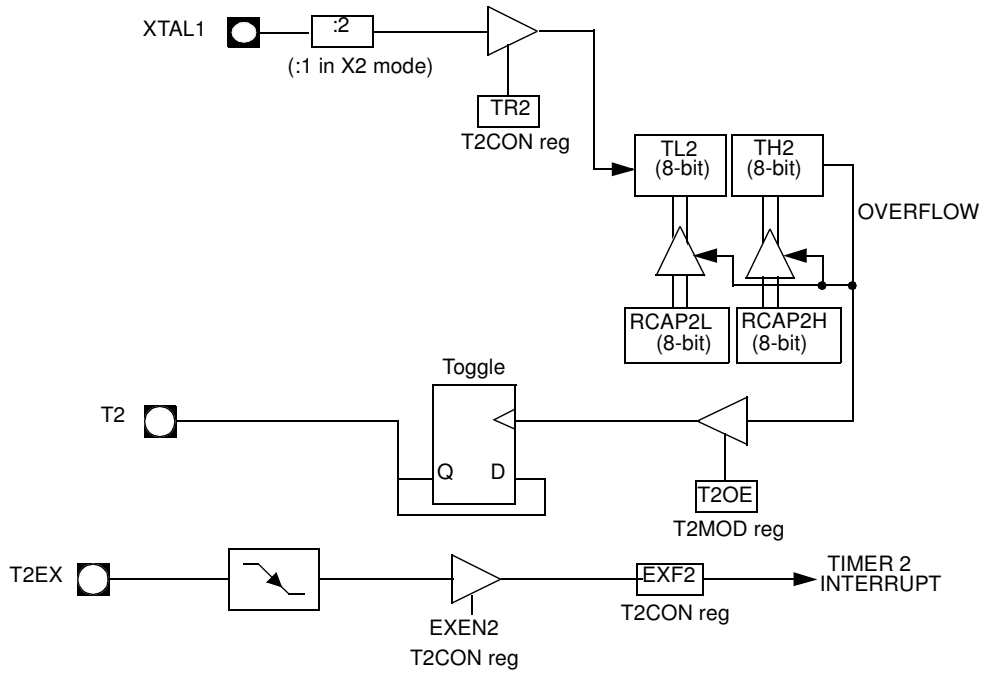 XTAL1
:2
(:1 in X2 mode)
TR2
T2CON reg
TL2
(8-bit)
TH2
(8-bit)
OVERFLOW
RCAP2L
(8-bit)
RCAP2H
(8-bit)
Toggle
T2
Q
D
T2OE
T2MOD reg
T2EX
EXEN2
T2CON reg
EXF2
T2CON reg
TIMER 2
INTERRUPT